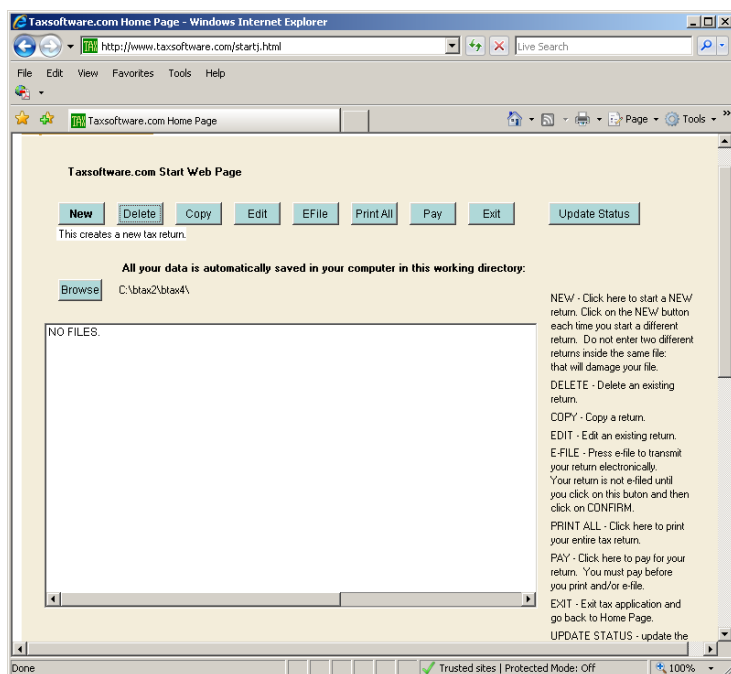 Taxsoftware.com Home Page - Windows Internet Explorer
http://www.taxsoftware.com/startj.html
Live Search
File Edit View Favorites Tools Help
TAX Taxsoftware.com Home Page
Page Tools »
Taxsoftware.com Start Web Page
New Delete Copy Edit EFile Print All Pay Exit Update Status
This creates a new tax return.
All your data is automatically saved in your computer in this working directory:
Browse C:\btax2\btax4\
NO FILES.
NEW - Click here to start a NEW
return. Click on the NEW button
each time you start a different
return. Do not enter two different
returns inside the same file:
that will damage your file.
DELETE - Delete an existing
return.
COPY - Copy a return.
EDIT - Edit an existing return.
E-FILE - Press e-file to transmit
your return electronically.
Your return is not e-filed until
you click on this buton and then
click on CONFIRM.
PRINT ALL - Click here to print
your entire tax return.
PAY - Click here to pay for your
return. You must pay before
you print and/or e-file.
EXIT - Exit tax application and
go back to Home Page.
UPDATE STATUS - update the
Done
Trusted sites | Protected Mode: Off
100%